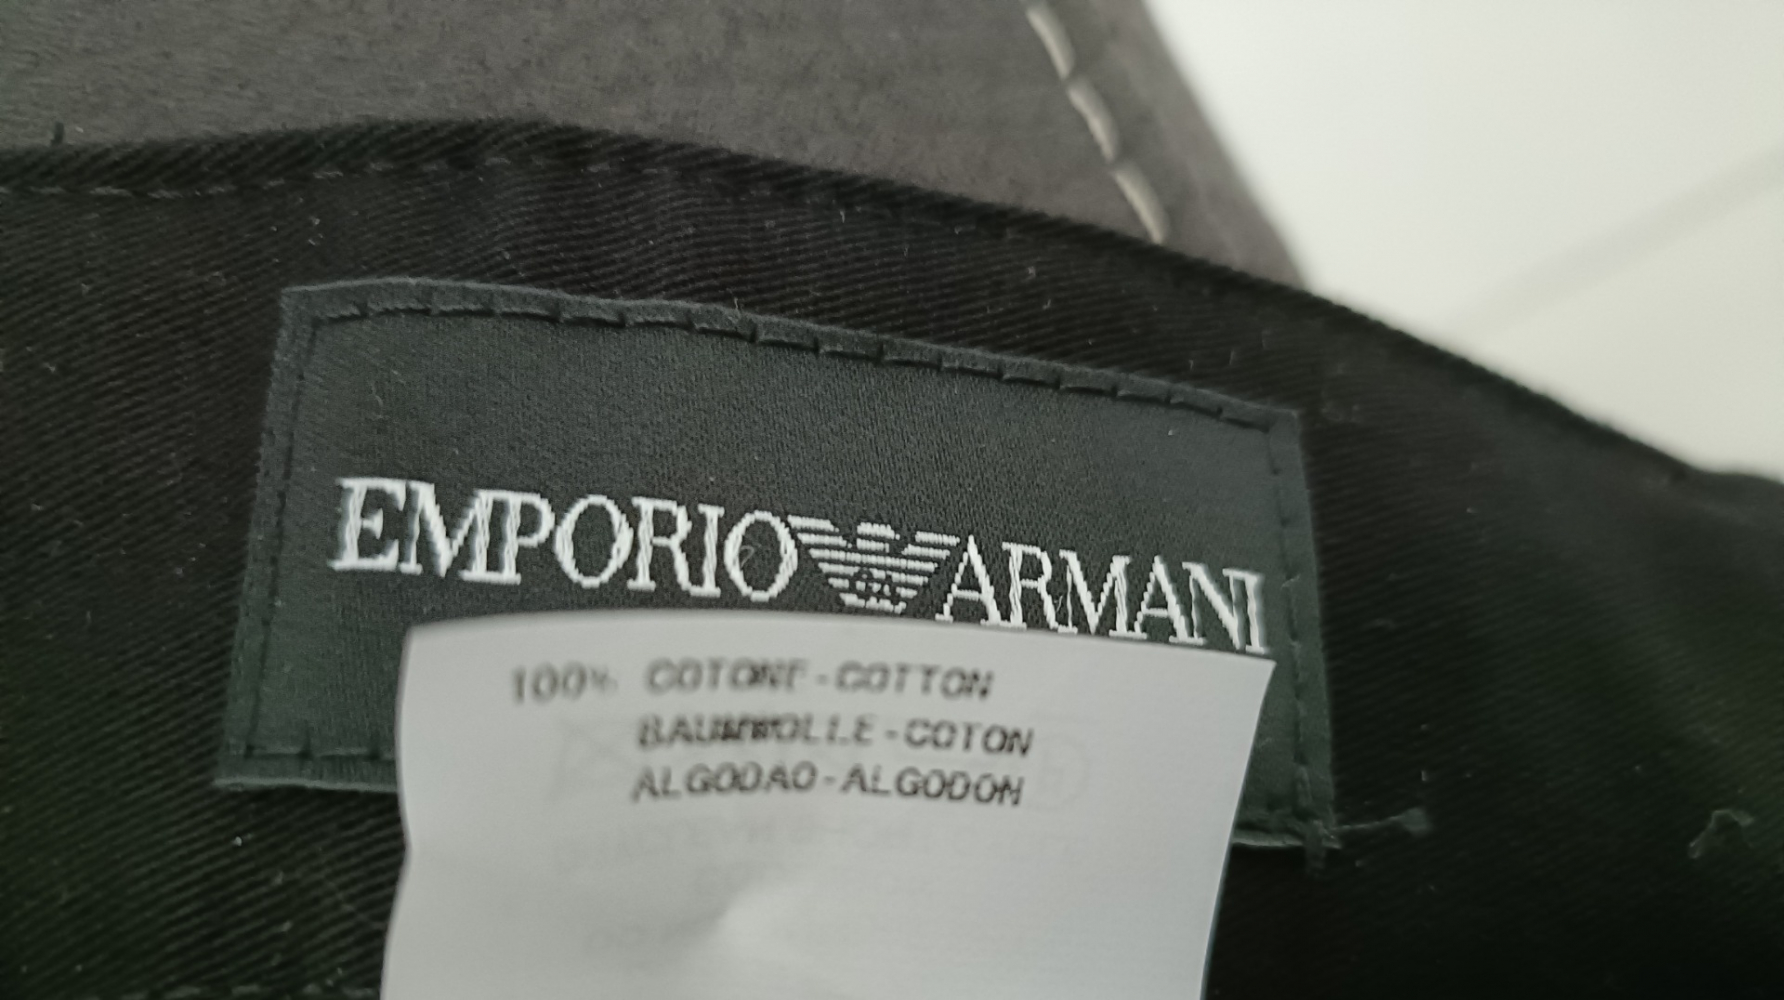 EMPORIO ARMANI
100% COTONE-COTTON
BAUMWOLLE-COTON
ALGODAO-ALGODON